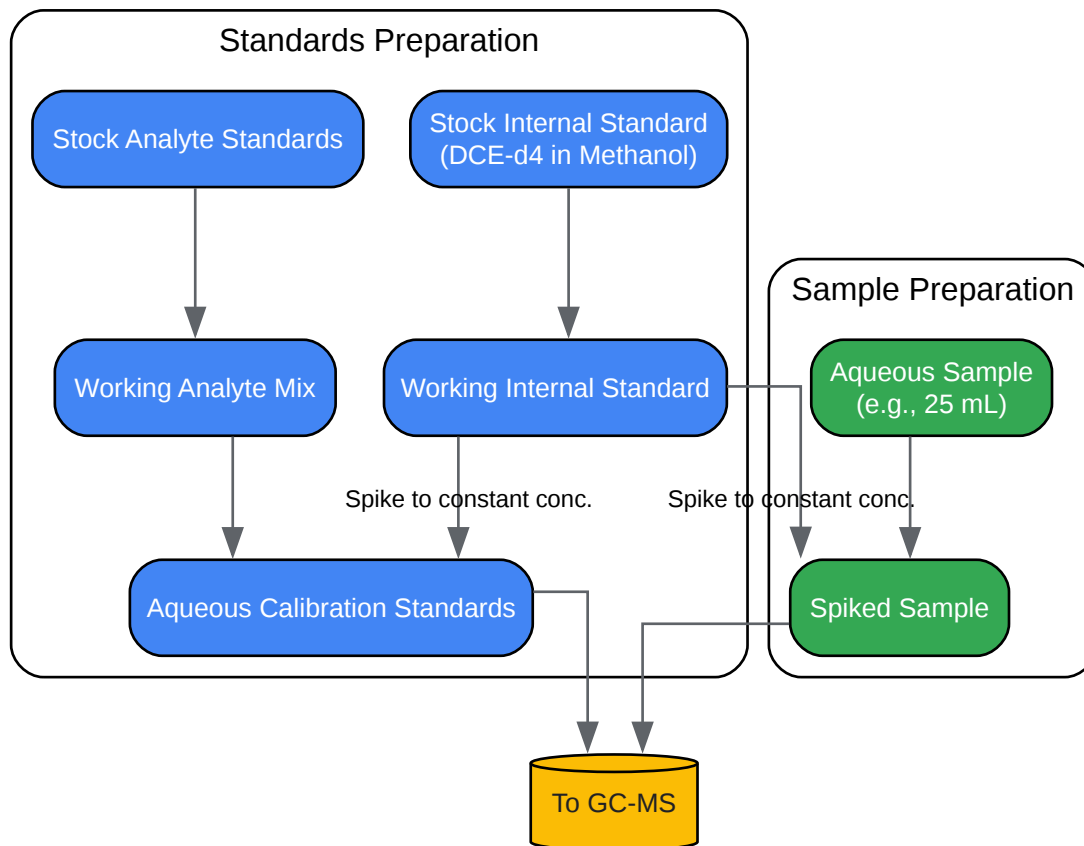 Standards Preparation
Stock Analyte Standards
Stock Internal Standard
(DCE-d4 in Methanol)
Sample Preparation
Working Analyte Mix
Working Internal Standard
Aqueous Sample
(e.g., 25 mL)
Spike to constant conc.
Spike to constant conc.
Aqueous Calibration Standards
Spiked Sample
To GC-MS